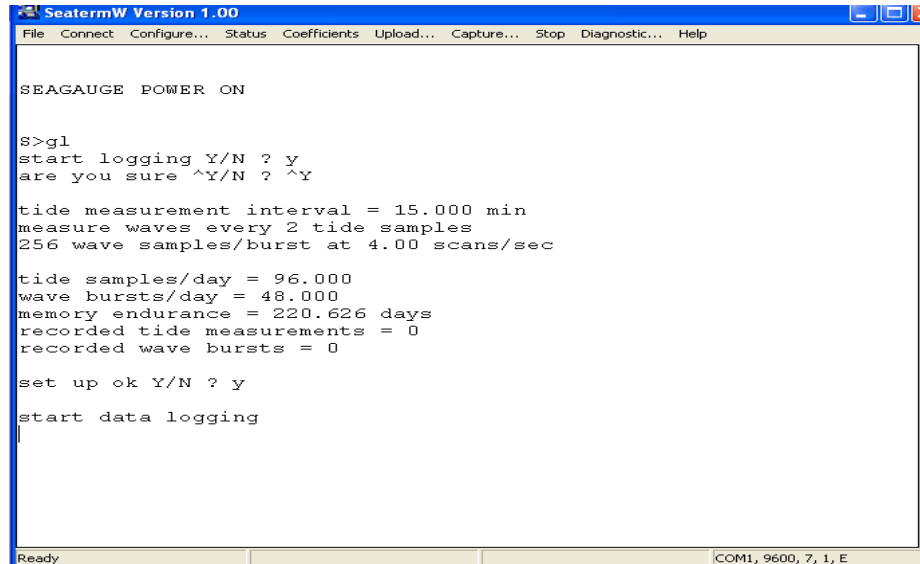 SeatermW Version 1.00
File Connect Configure... Status Coefficients Upload... Capture... Stop Diagnostic... Help
SEAGAUGE POWER ON
S>gl
start logging Y/N ? y
are you sure ^Y/N ? ^Y
tide measurement interval = 15.000 min
measure waves every 2 tide samples
256 wave samples/burst at 4.00 scans/sec
tide samples/day = 96.000
wave bursts/day = 48.000
memory endurance = 220.626 days
recorded tide measurements = 0
recorded wave bursts = 0
set up ok Y/N ? y
start data logging
Ready COM1, 9600, 7, 1, E